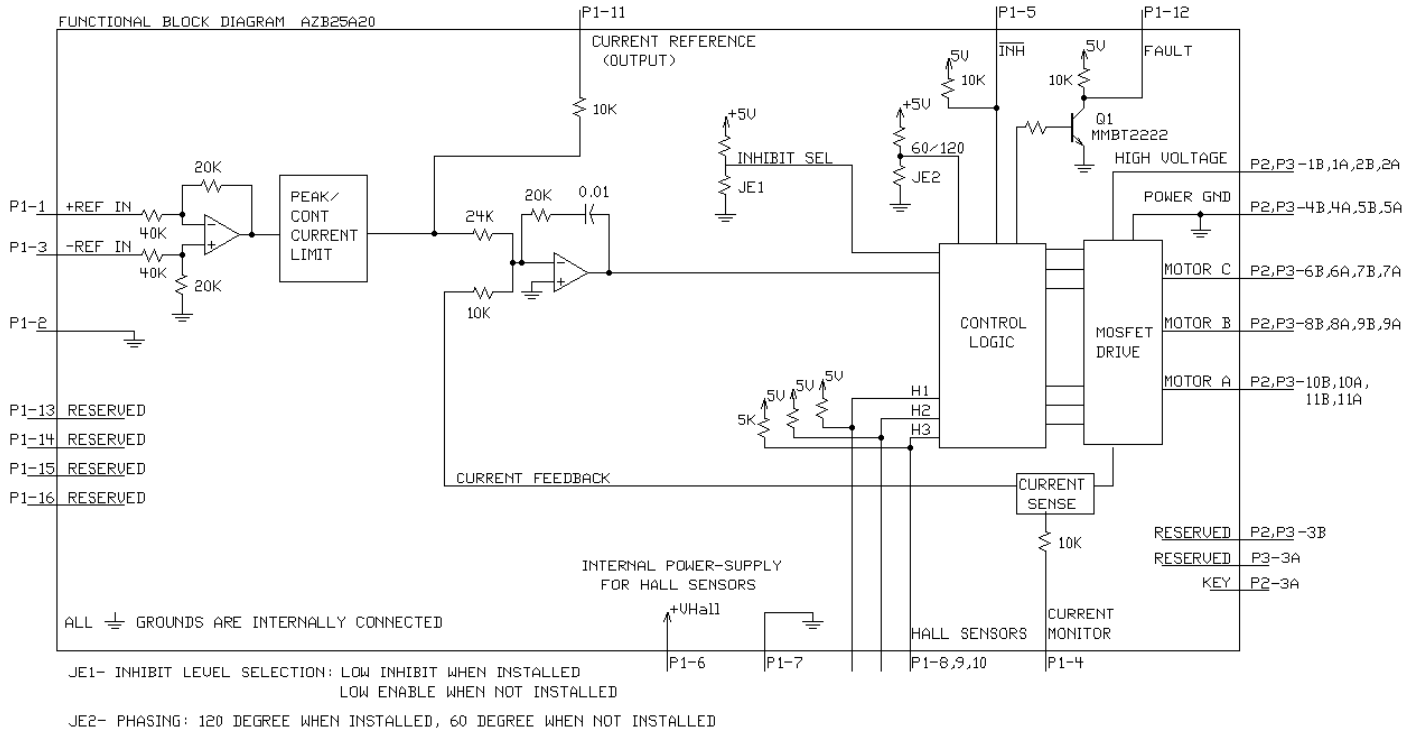 FUNCTIONAL BLOCK DIAGRAM AZB25A20
P1-11
P1-5
P1-12
CURRENT REFERENCE
(OUTPUT)
INH
FAULT
5V
10K
5V
10K
10K
+5V
+5V
Q1
MMBT2222
INHIBIT SEL
60/120
JE1
JE2
HIGH VOLTAGE
P2,P3-1B,1A,2B,2A
POWER GND
P2,P3-4B,4A,5B,5A
20K
P1-1
+REF IN
40K
P1-3
-REF IN
40K
20K
PEAK/
CONT
CURRENT
LIMIT
24K
20K
0.01
10K
MOTOR C
P2,P3-6B,6A,7B,7A
CONTROL
LOGIC
MOSFET
DRIVE
MOTOR B
P2,P3-8B,8A,9B,9A
MOTOR A
P2,P3-10B,10A,
11B,11A
P1-2
5V
5V
5V
5K
H1
H2
H3
P1-13 RESERVED
P1-14 RESERVED
P1-15 RESERVED
P1-16 RESERVED
CURRENT FEEDBACK
CURRENT
SENSE
10K
RESERVED P2,P3-3B
RESERVED P3-3A
KEY P2-3A
INTERNAL POWER-SUPPLY
FOR HALL SENSORS
+VHall
ALL GROUNDS ARE INTERNALLY CONNECTED
HALL SENSORS
CURRENT
MONITOR
P1-6
P1-7
P1-8,9,10
P1-4
JE1- INHIBIT LEVEL SELECTION: LOW INHIBIT WHEN INSTALLED
LOW ENABLE WHEN NOT INSTALLED
JE2- PHASING: 120 DEGREE WHEN INSTALLED, 60 DEGREE WHEN NOT INSTALLED